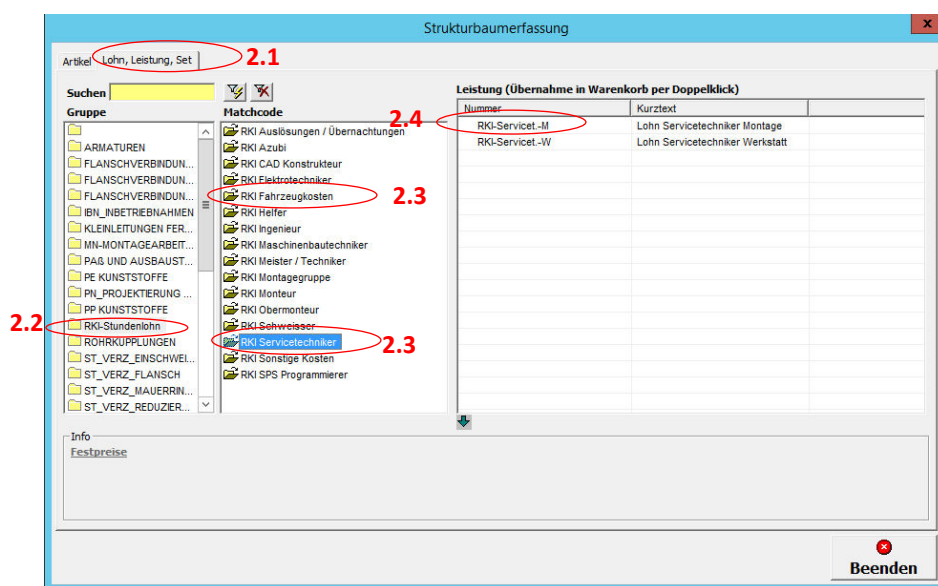 Strukturbaumerfassung
x
Artikel
Lohn, Leistung, Set
2.1
Suchen
Leistung (Übernahme in Warenkorb per Doppelklick)
Gruppe
Matchcode
Nummer
Kurztext
2.4
RKI-Servicet.-M
Lohn Servicetechniker Montage
RKI-Servicet.-W
Lohn Servicetechniker Werkstatt
ARMATUREN
FLANSCHVERBINDUN...
FLANSCHVERBINDUN...
FLANSCHVERBINDUN...
IBN_INBETRIEBNAHMEN
KLEINLEITUNGEN FER...
MN-MONTAGEARBEIT...
PAß UND AUSBAUST...
PE KUNSTSTOFFE
PN_PROJEKTIERUNG ...
PP KUNSTSTOFFE
2.2
RKI-Stundenlohn
ROHRKUPPLUNGEN
ST_VERZ_EINSCHWEI...
ST_VERZ_FLANSCH
ST_VERZ_MAUERRIN...
ST_VERZ_REDUZIER...
RKI Auslösungen / Übernachtungen
RKI Azubi
RKI CAD Konstrukteur
RKI Elektrotechniker
RKI Fahrzeugkosten
2.3
RKI Helfer
RKI Ingenieur
RKI Maschinenbautechniker
RKI Meister / Techniker
RKI Montagegruppe
RKI Monteur
RKI Obermonteur
RKI Schweisser
RKI Servicetechniker
2.3
RKI Sonstige Kosten
RKI SPS Programmierer
Info
Festpreise
Beenden